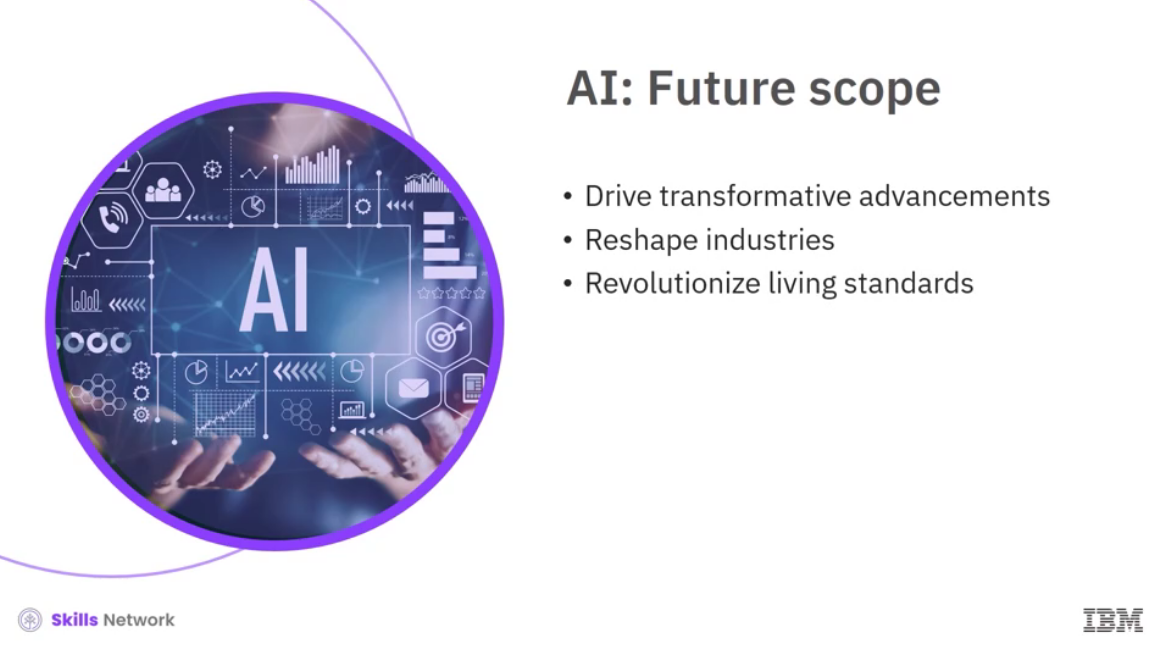 AI: Future scope
• Drive transformative advancements
• Reshape industries
• Revolutionize living standards
AI
Skills Network
IBM